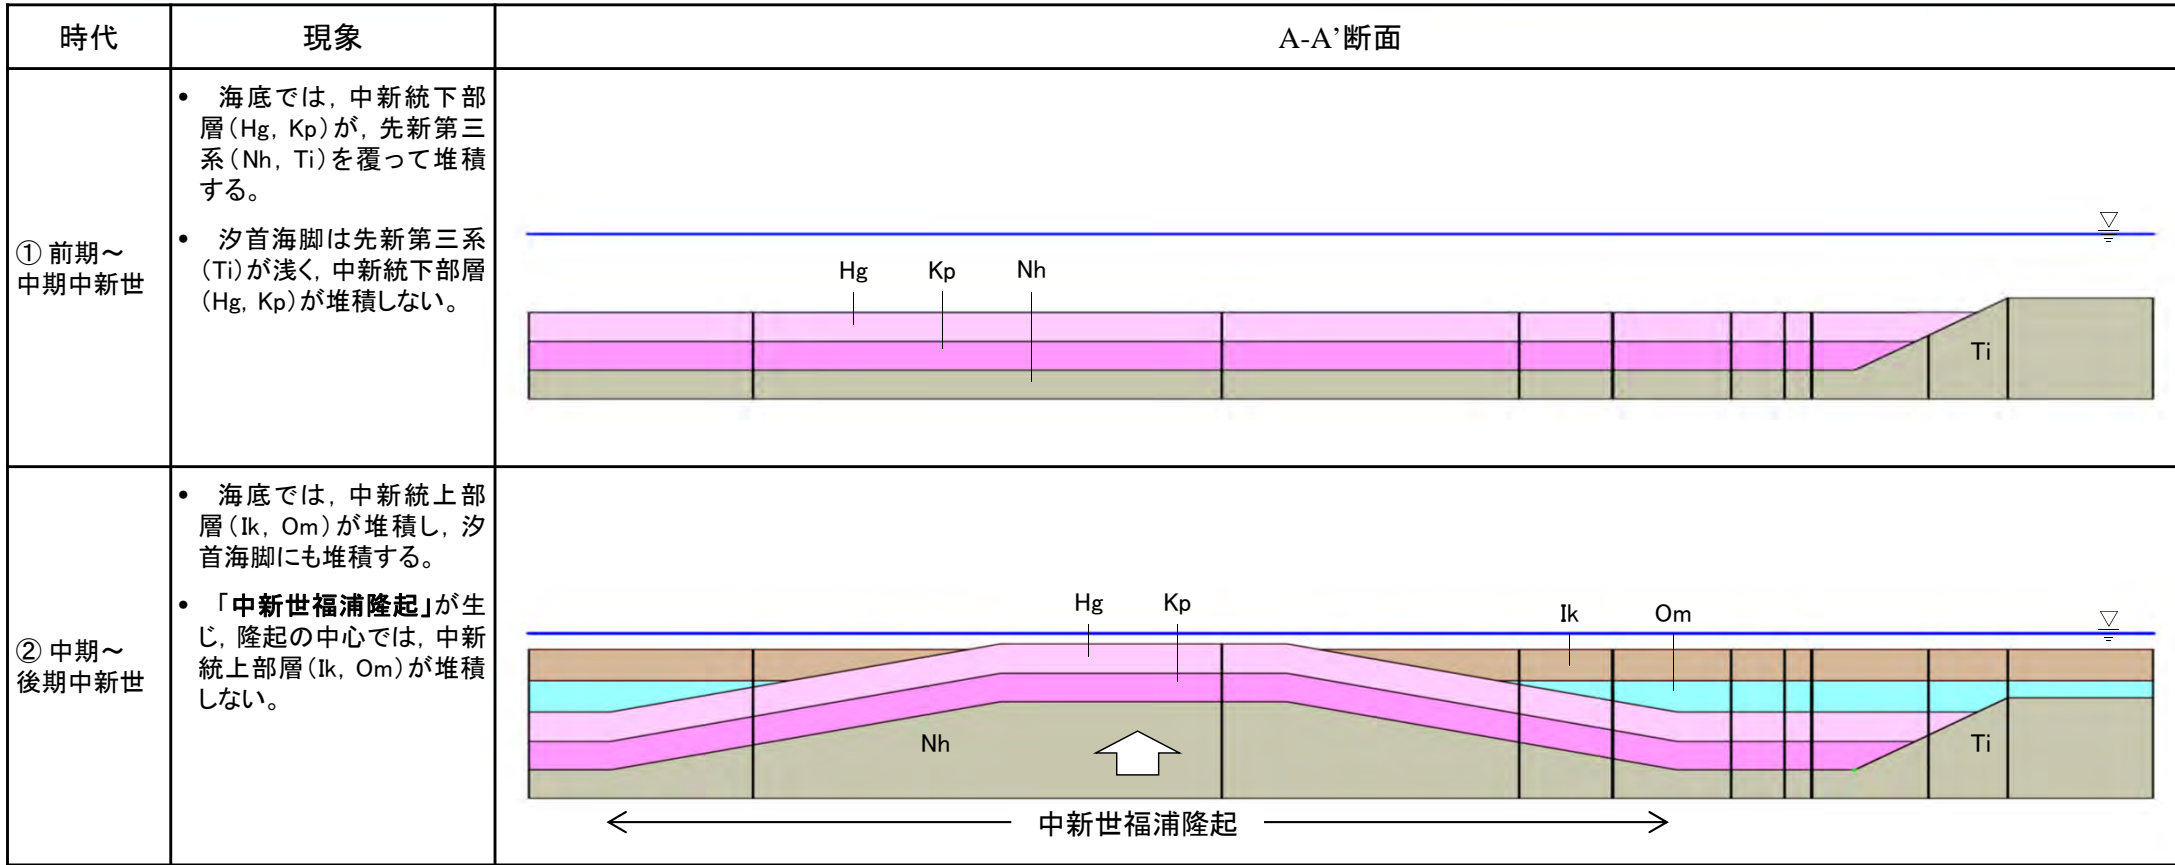 時代
現象
A-A’断面
① 前期～
中期中新世
• 海底では，中新統下部
層（Hg，Kp）が，先新第三
系（Nh，Ti）を覆って堆積
する。
• 汐首海脚は先新第三系
（Ti）が浅く，中新統下部層
（Hg，Kp）が堆積しない。
Hg
Kp
Nh
Ti
② 中期～
後期中新世
• 海底では，中新統上部
層（Ik，Om）が堆積し，汐
首海脚にも堆積する。
• 「中新世福浦隆起」が生
じ，隆起の中心では，中新
統上部層（Ik，Om）が堆積
しない。
Hg
Kp
Ik
Om
Nh
Ti
中新世福浦隆起